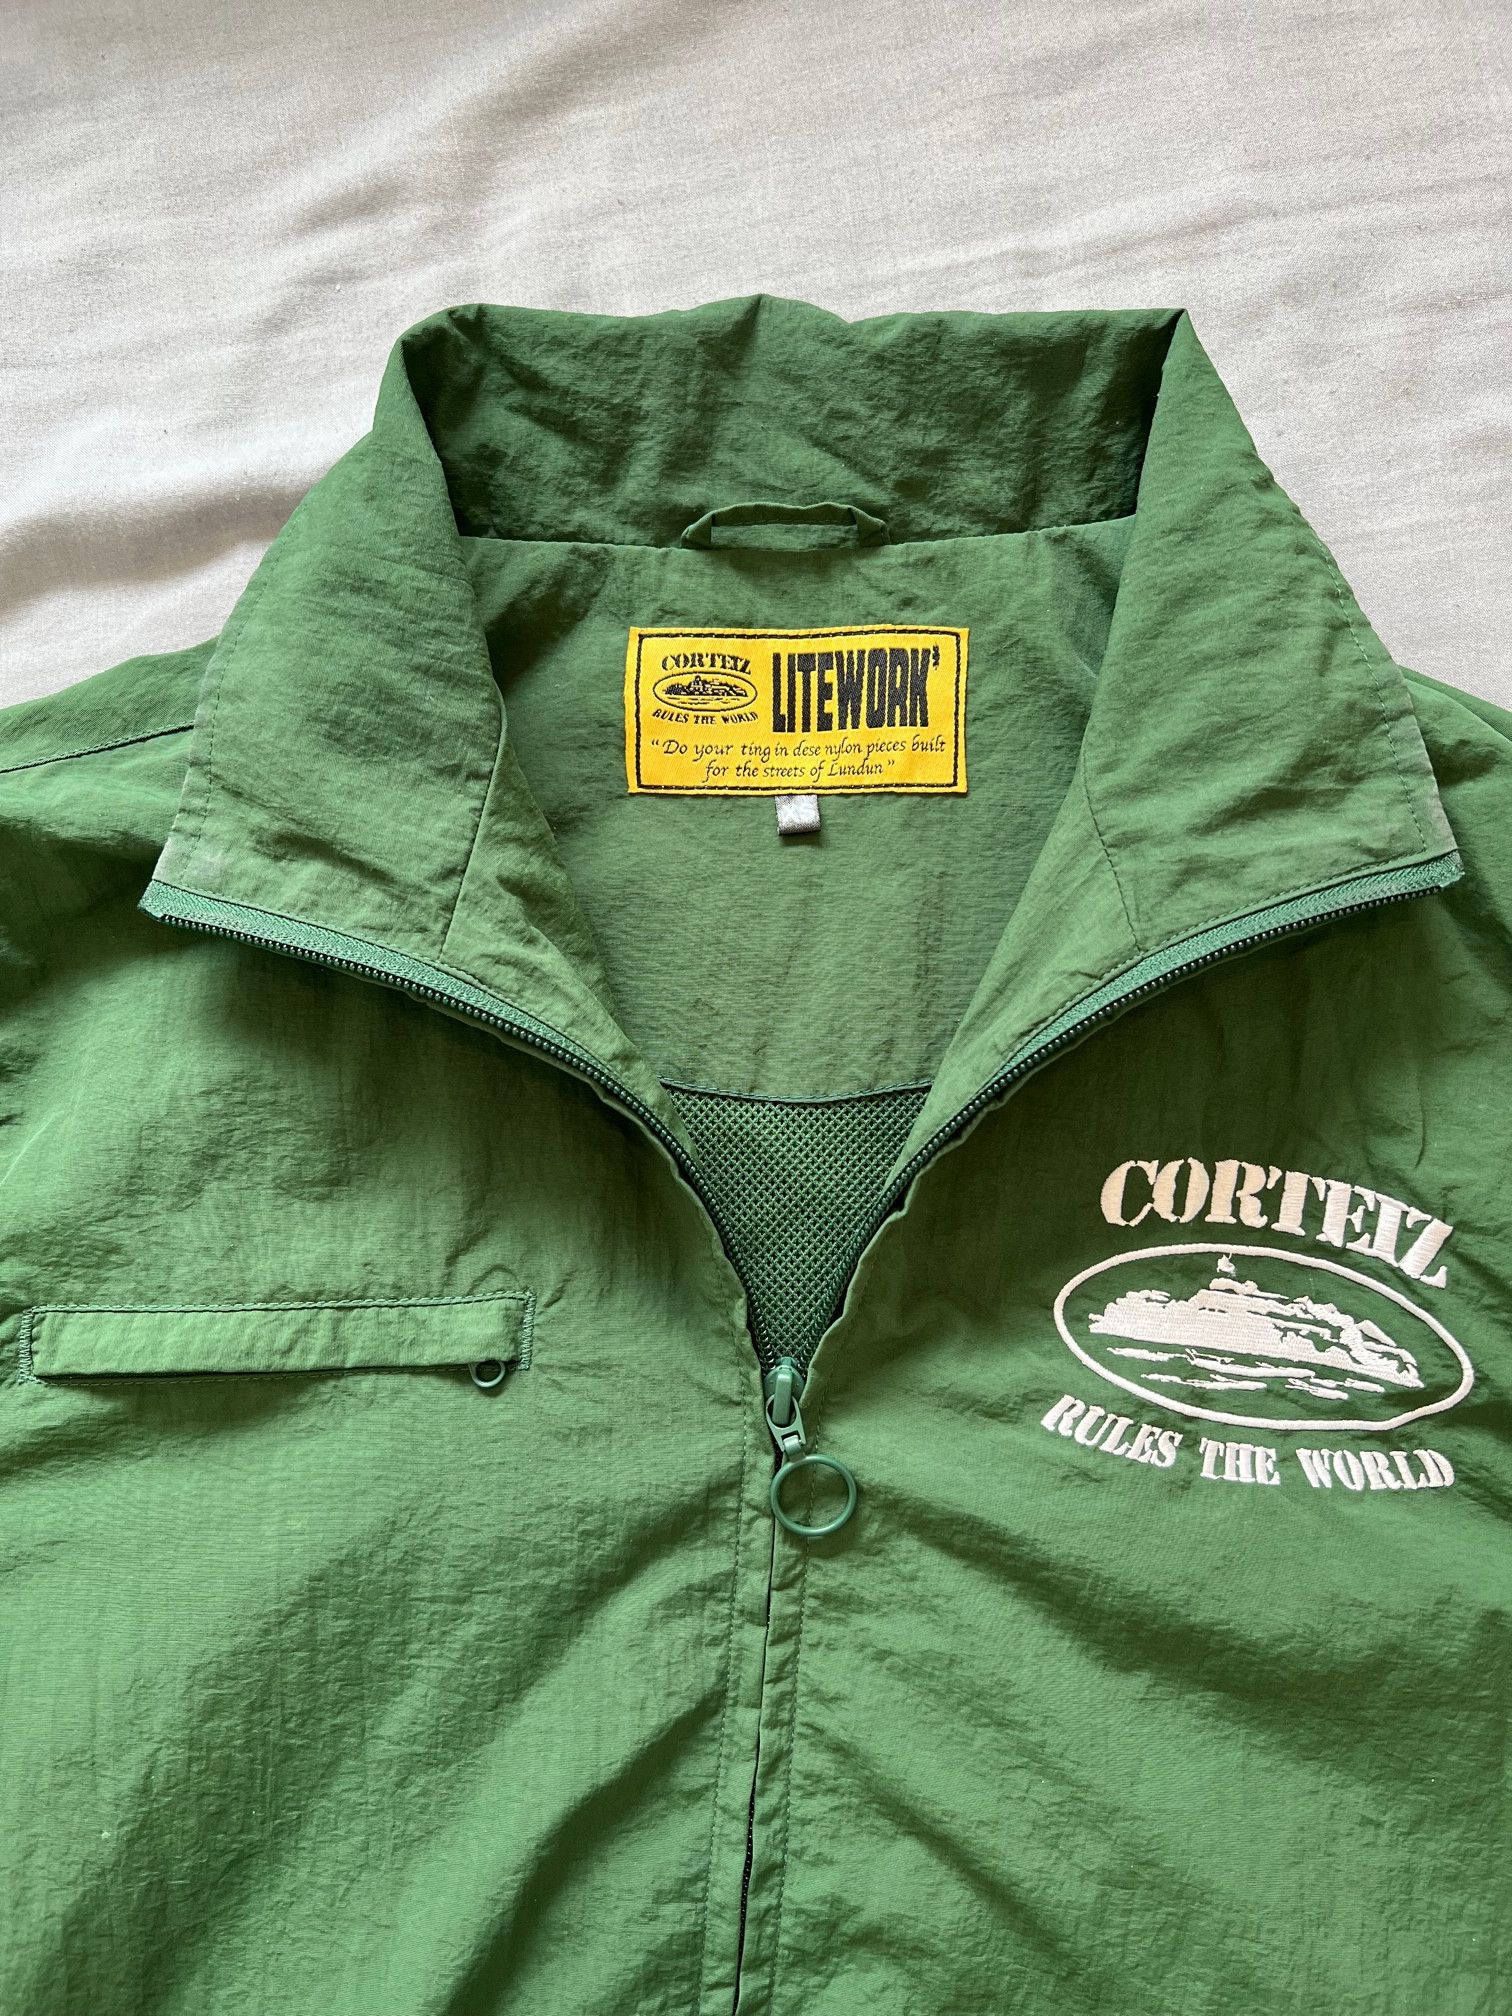 CORTEIZ
RULES THE WORLD
LITEWORK
"Do your ting in dese nylon pieces built
for the streets of Lundun"
CORTEIZ
RULES THE WORLD